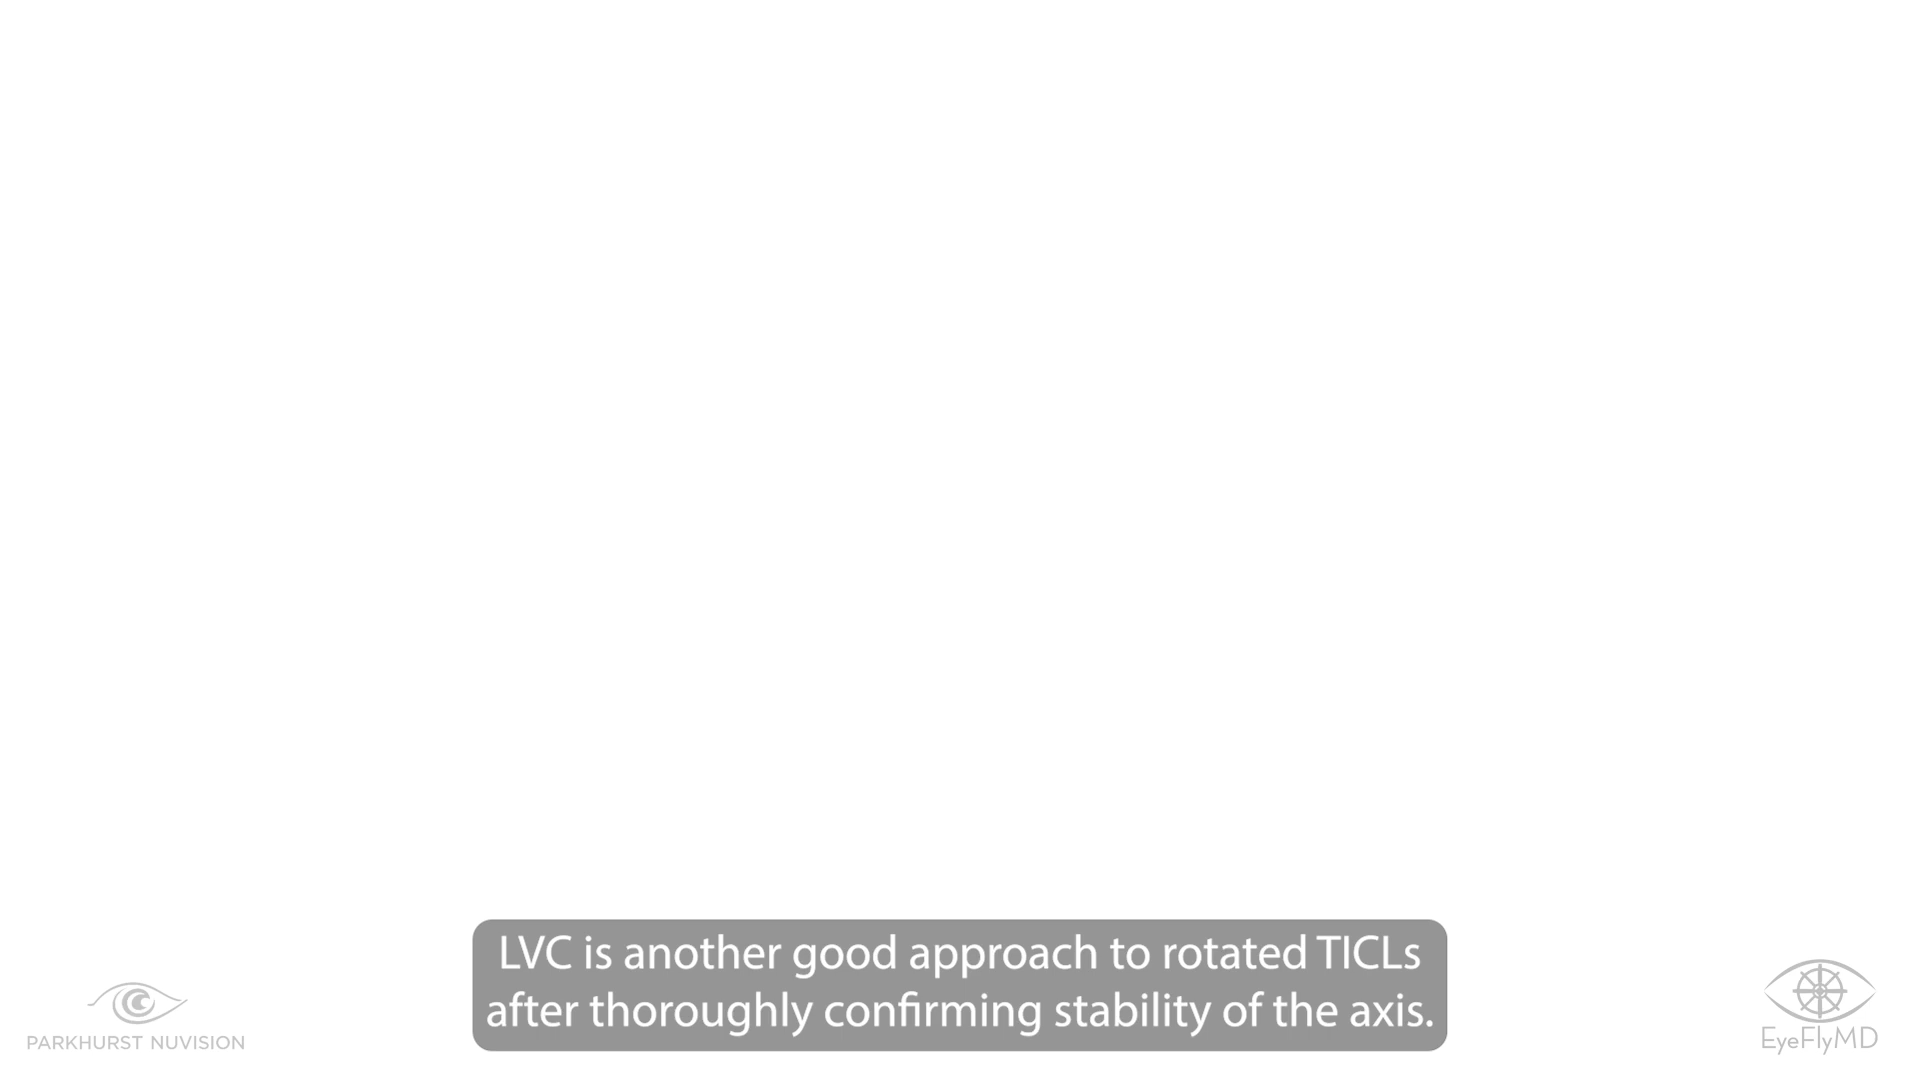 LVC is another good approach to rotated TICLs
after thoroughly confirming stability of the axis.
PARKHURST NUVISION
EyeFlyMD